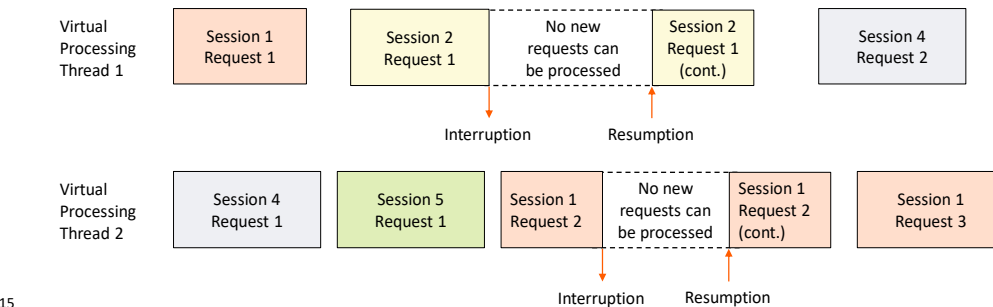 Virtual
Processing
Thread 1
Session 1
Request 1
Session 2
Request 1
No new
requests can
be processed
Session 2
Request 1
(cont.)
Session 4
Request 2
Interruption
Resumption
Virtual
Processing
Thread 2
Session 4
Request 1
Session 5
Request 1
Session 1
Request 2
No new
requests can
be processed
Session 1
Request 2
(cont.)
Session 1
Request 3
Interruption
Resumption
15